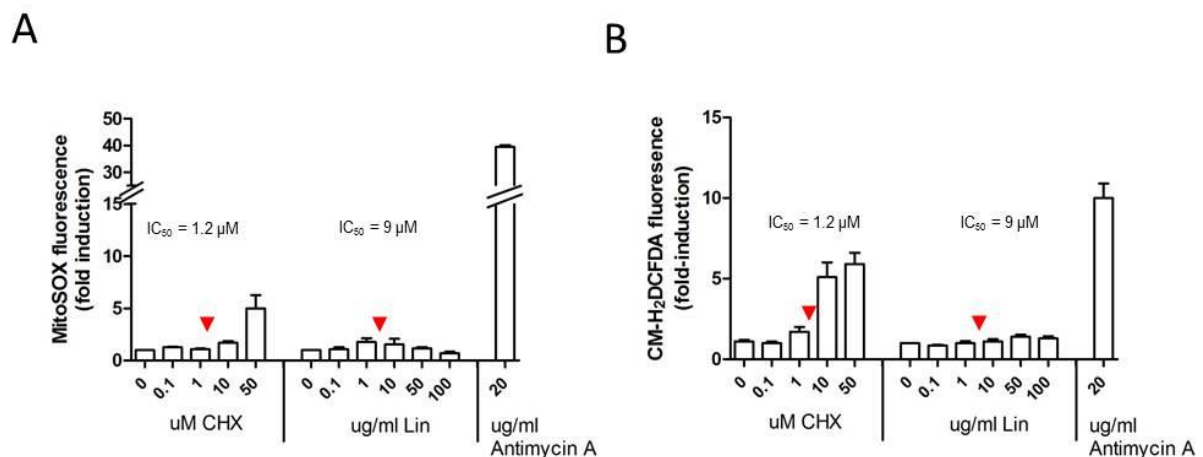 A
MitoSOX fluorescence
(fold induction)
50
40
30
15
10
5
0
IC50 = 1.2 µM
IC50 = 9 µM
0
0.1
1
10
50
0
0.1
1
10
50
100
20
uM CHX
ug/ml Lin
ug/ml
Antimycin A
B
CM-H2DCFDA fluoresence
(fold-induction)
15
10
5
0
IC50 = 1.2 µM
IC50 = 9 µM
0
0.1
1
10
50
0
0.1
1
10
50
100
20
uM CHX
ug/ml Lin
ug/ml
Antimycin A